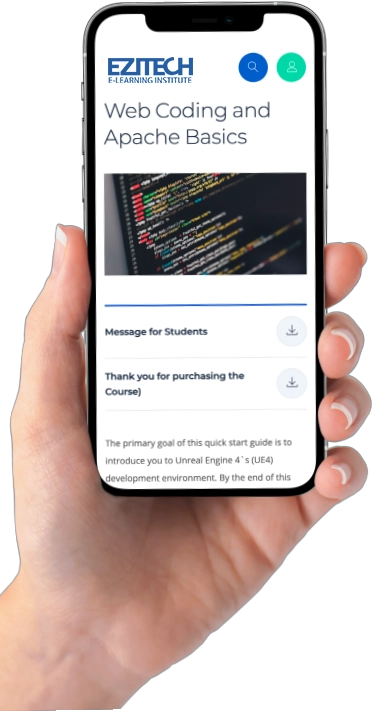 EZITECH
E-LEARNING INSTITUTE
Web Coding and
Apache Basics
Message for Students
Thank you for purchasing the
Course)
The primary goal of this quick start guide is to
introduce you to Unreal Engine 4`s (UE4)
development environment. By the end of this